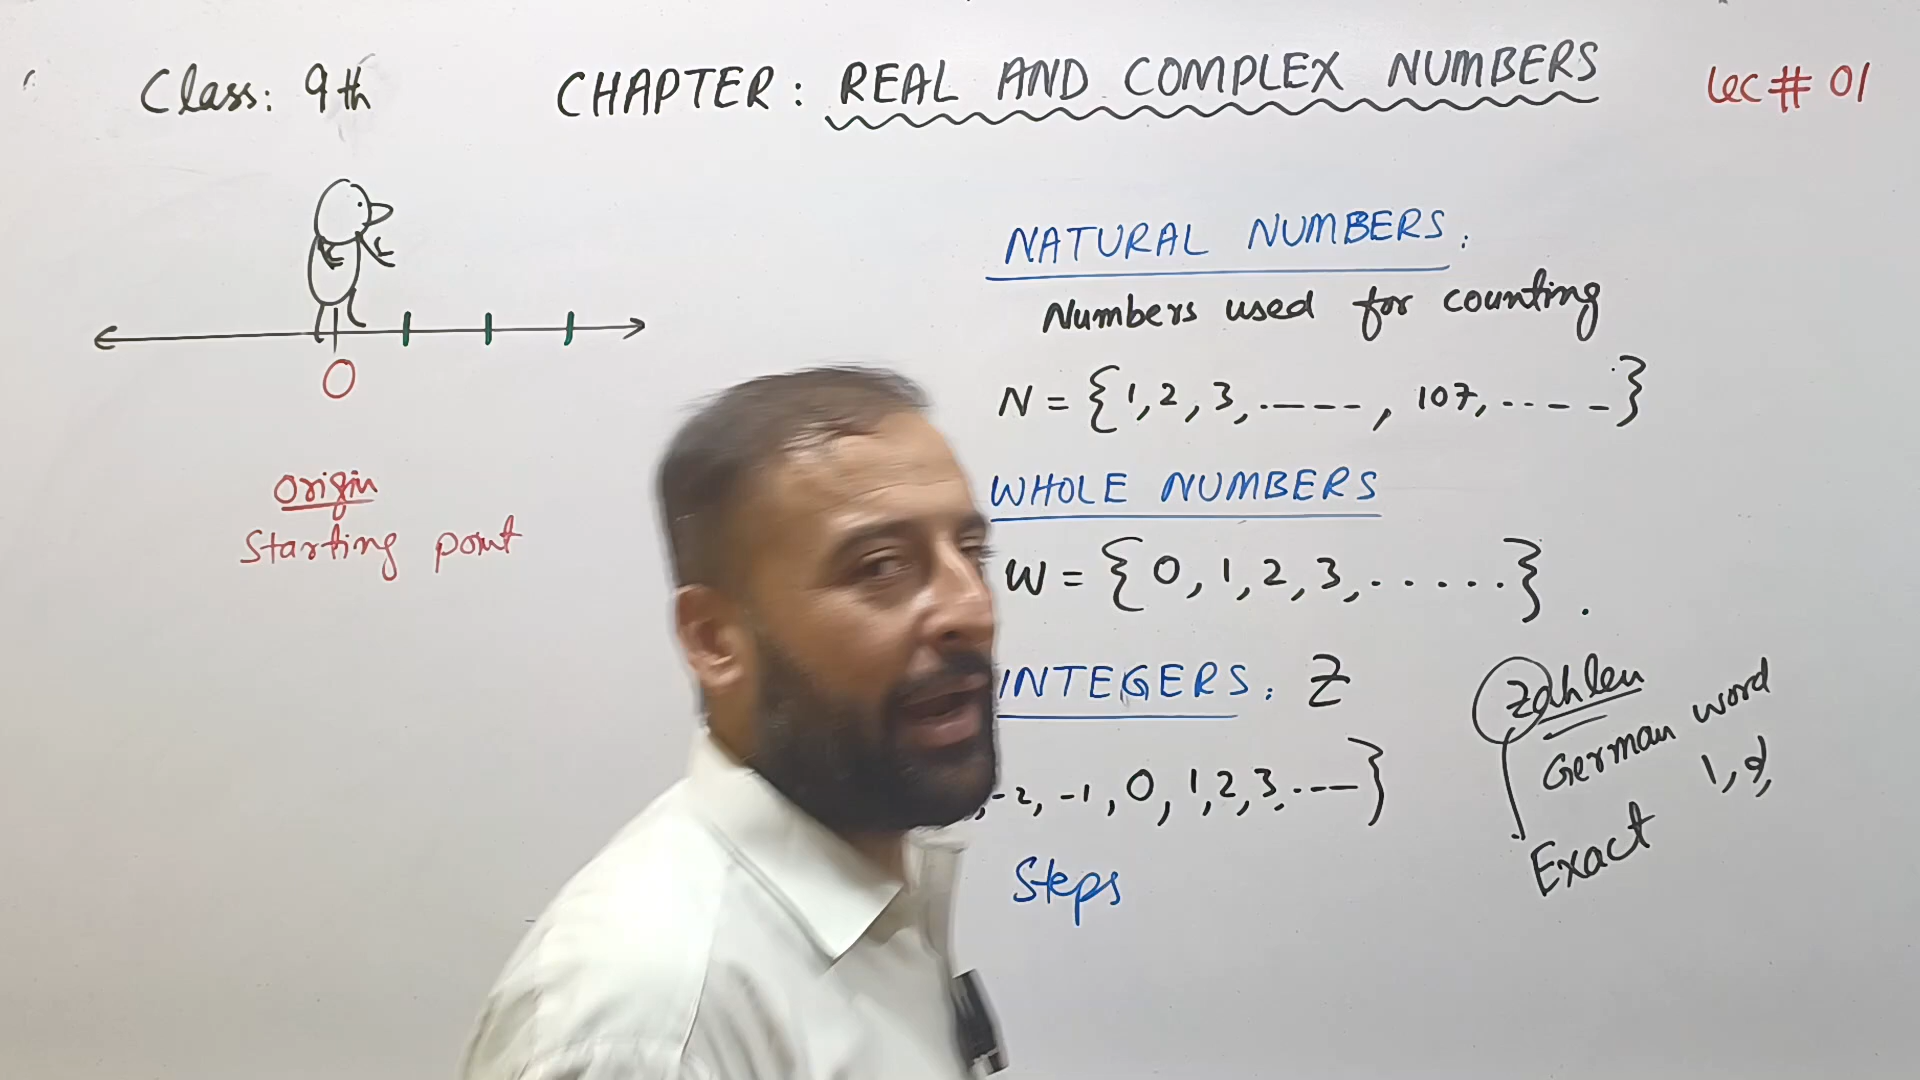 Class: 9th
CHAPTER: REAL AND COMPLEX NUMBERS
Lec # 01
0
Origin
Starting point
NATURAL NUMBERS:
Numbers used for counting
N = {1, 2, 3, .----, 107, ..---}
WHOLE NUMBERS
W = {0, 1, 2, 3, ......}.
INTEGERS: Z
, -2, -1, 0, 1, 2, 3, .---}
Steps
Zahlen
German word
1, 2,
Exact